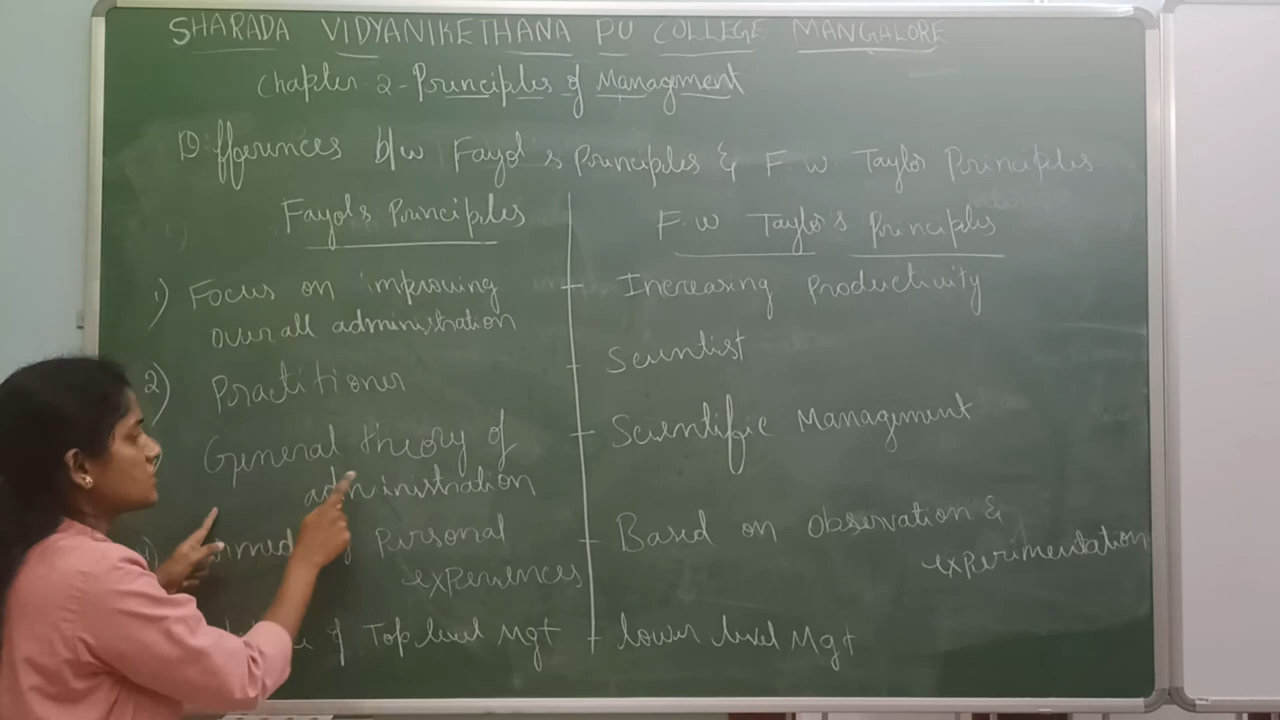 SHARADA VIDYANIKETHANA PU COLLEGE MANGALORE
Chapter-2-Principles of Management
Differences b/w Fayol's Principles & F.W Taylor Principles
Fayols Principles
F.W Taylor's Principles
1) Focus on improving
overall administration
Increasing Productivity
2) Practitioner
Scientist
General theory of
administration
Scientific Management
Personal
experiences
Based on Observation &
experimentation
of Top level Mgt
lower level Mgt